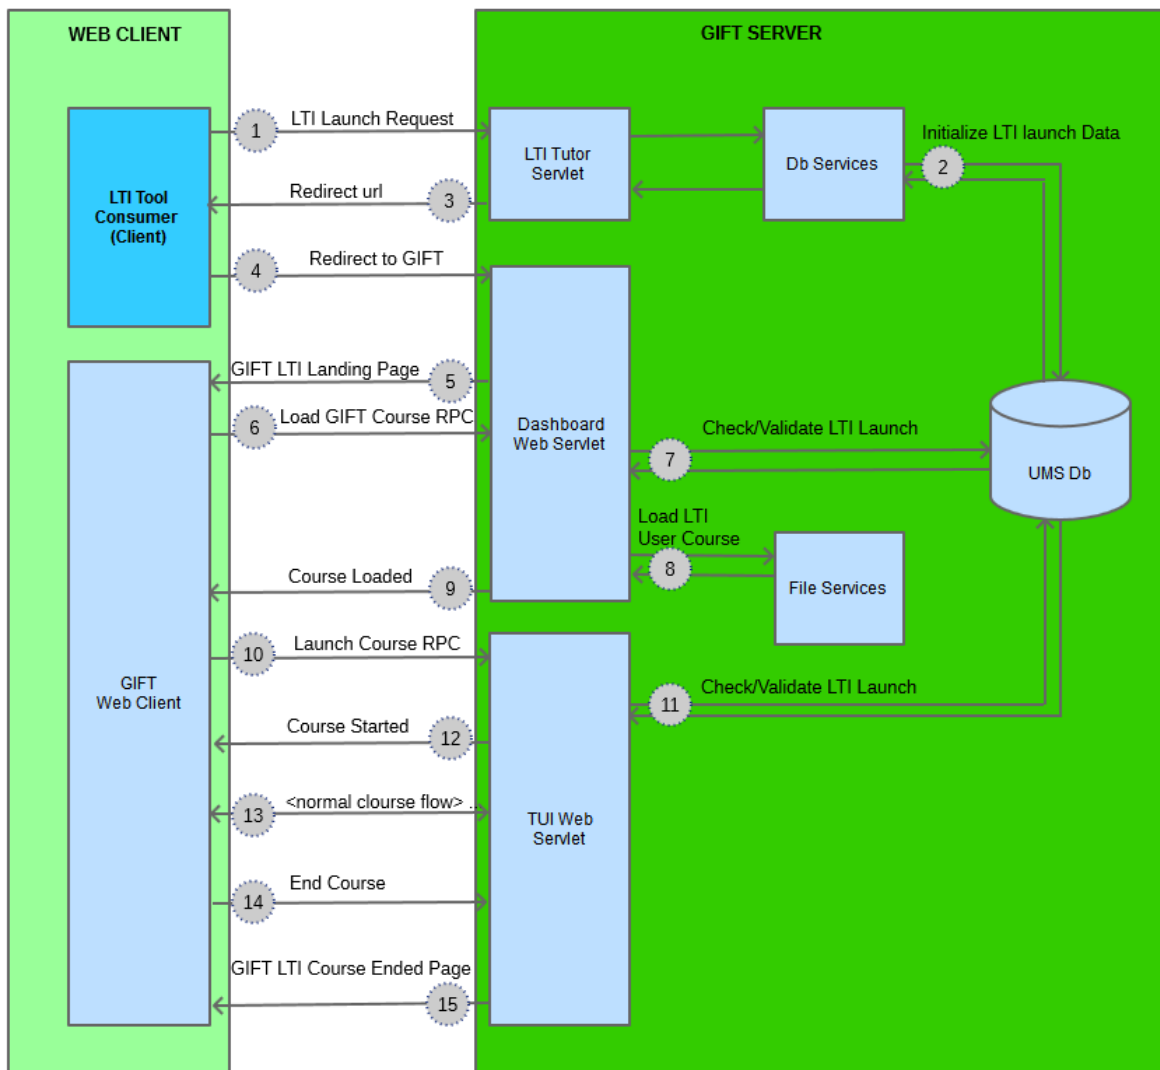 WEB CLIENT
GIFT SERVER
LTI Tool
Consumer
(Client)
1
LTI Launch Request
LTI Tutor
Servlet
Db Services
Initialize LTI launch Data
2
Redirect url
3
4
Redirect to GIFT
GIFT LTI Landing Page
5
6
Load GIFT Course RPC
Dashboard
Web Servlet
Check/Validate LTI Launch
7
UMS Db
Load LTI
User Course
8
File Services
Course Loaded
9
GIFT
Web Client
10
Launch Course RPC
Check/Validate LTI Launch
11
Course Started
12
13
<normal clourse flow> ..
TUI Web
Servlet
14
End Course
GIFT LTI Course Ended Page
15